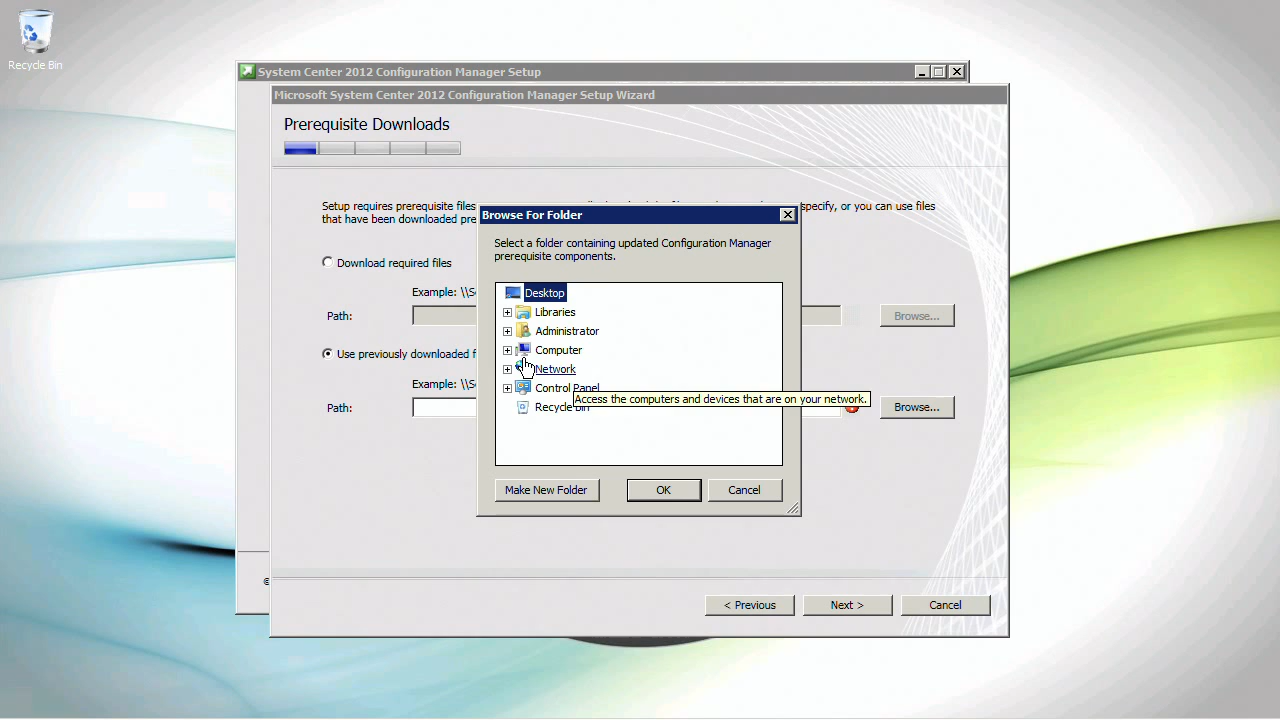 Recycle Bin
System Center 2012 Configuration Manager Setup
Microsoft System Center 2012 Configuration Manager Setup Wizard
Prerequisite Downloads
Setup requires prerequisite files
specify, or you can use files
that have been downloaded pre
Browse For Folder
Select a folder containing updated Configuration Manager
prerequisite components.
Download required files
Example: \\S
Path:
Browse...
Desktop
Libraries
Administrator
Computer
Network
Control Panel
Access the computers and devices that are on your network.
Recycle Bin
Use previously downloaded f
Example: \\S
Path:
Browse...
Make New Folder
OK
Cancel
©
< Previous
Next >
Cancel